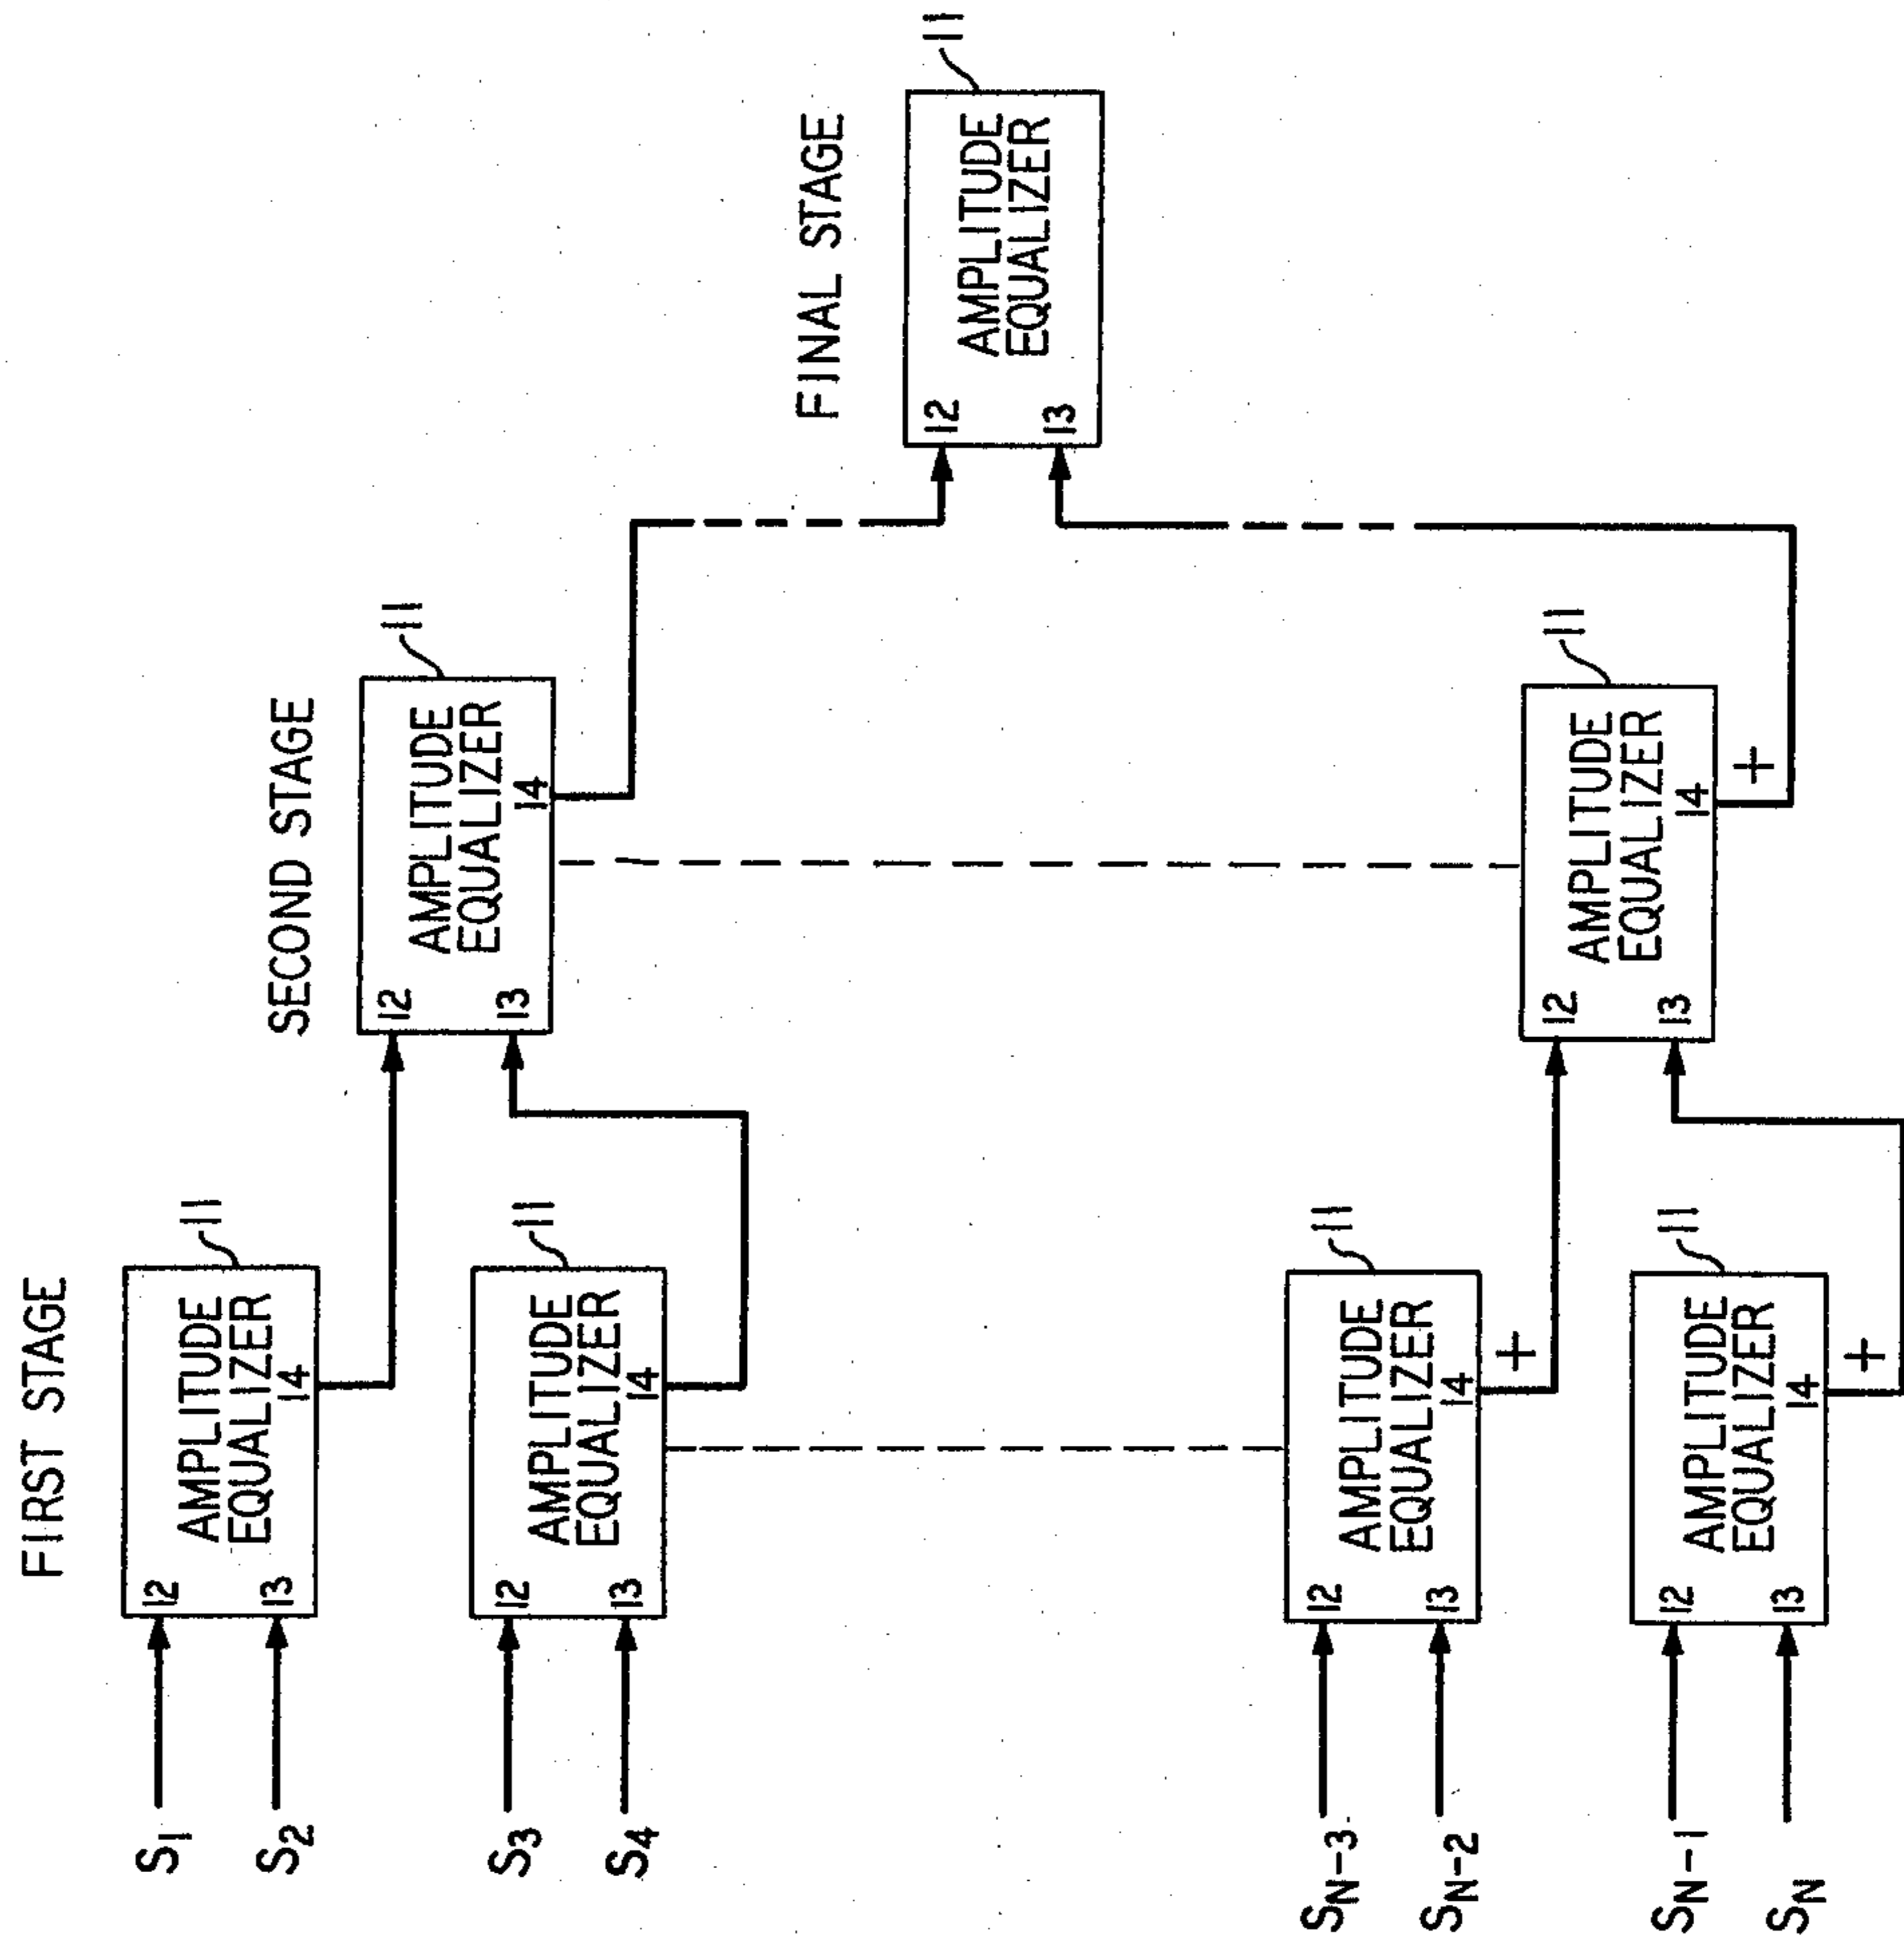 FIRST STAGE
SECOND STAGE
FINAL STAGE
S1
S2
12
13
AMPLITUDE
EQUALIZER
14
11
S3
S4
12
13
AMPLITUDE
EQUALIZER
14
11
SN-3
SN-2
12
13
AMPLITUDE
EQUALIZER
14
+
11
SN-1
SN
12
13
AMPLITUDE
EQUALIZER
14
+
11
12
13
AMPLITUDE
EQUALIZER
14
11
12
13
AMPLITUDE
EQUALIZER
14
+
11
12
13
AMPLITUDE
EQUALIZER
11